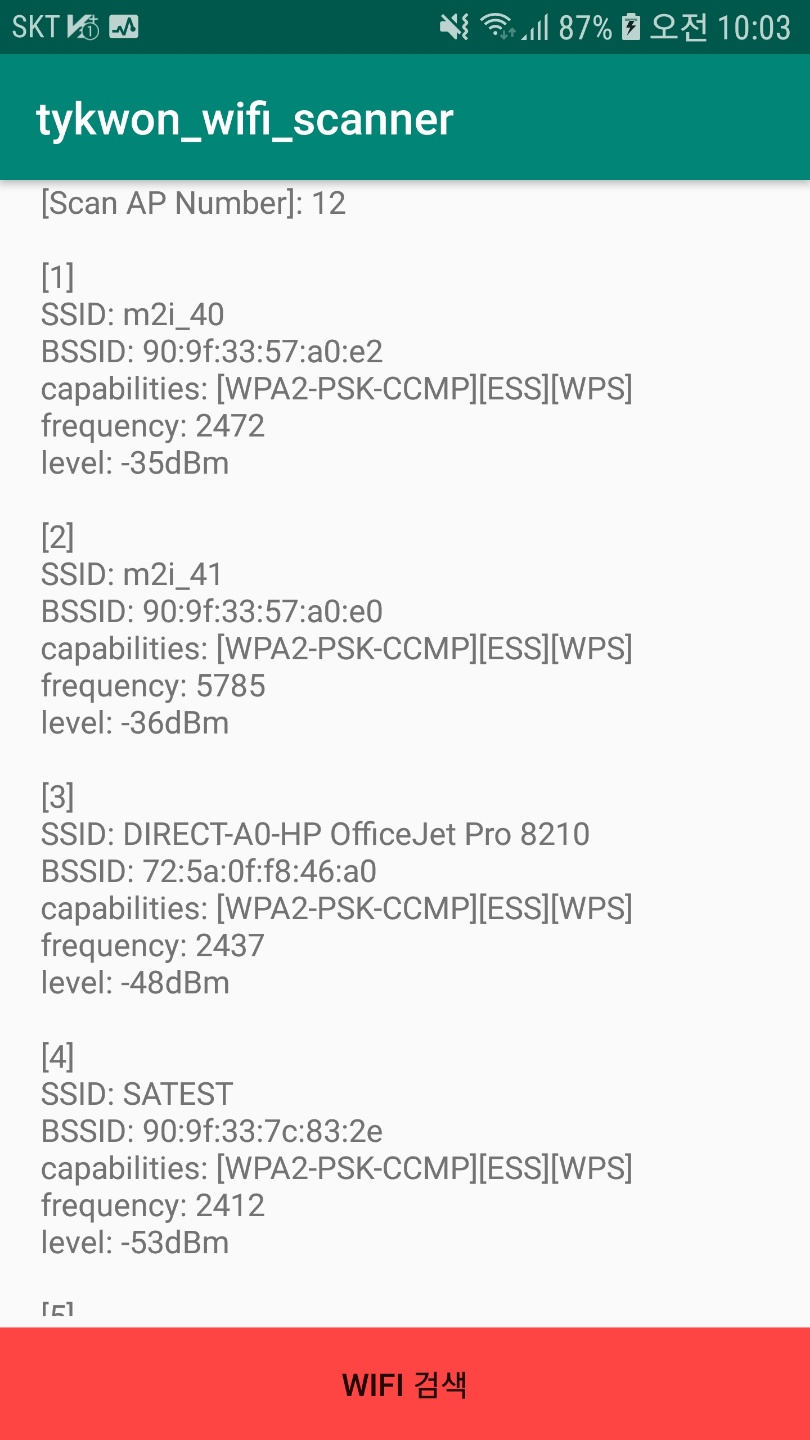 SKT 87% 오전 10:03
tykwon_wifi_scanner
[Scan AP Number]: 12
[1]
SSID: m2i_40
BSSID: 90:9f:33:57:a0:e2
capabilities: [WPA2-PSK-CCMP][ESS][WPS]
frequency: 2472
level: -35dBm
[2]
SSID: m2i_41
BSSID: 90:9f:33:57:a0:e0
capabilities: [WPA2-PSK-CCMP][ESS][WPS]
frequency: 5785
level: -36dBm
[3]
SSID: DIRECT-A0-HP OfficeJet Pro 8210
BSSID: 72:5a:0f:f8:46:a0
capabilities: [WPA2-PSK-CCMP][ESS][WPS]
frequency: 2437
level: -48dBm
[4]
SSID: SATEST
BSSID: 90:9f:33:7c:83:2e
capabilities: [WPA2-PSK-CCMP][ESS][WPS]
frequency: 2412
level: -53dBm
[5]
WIFI 검색